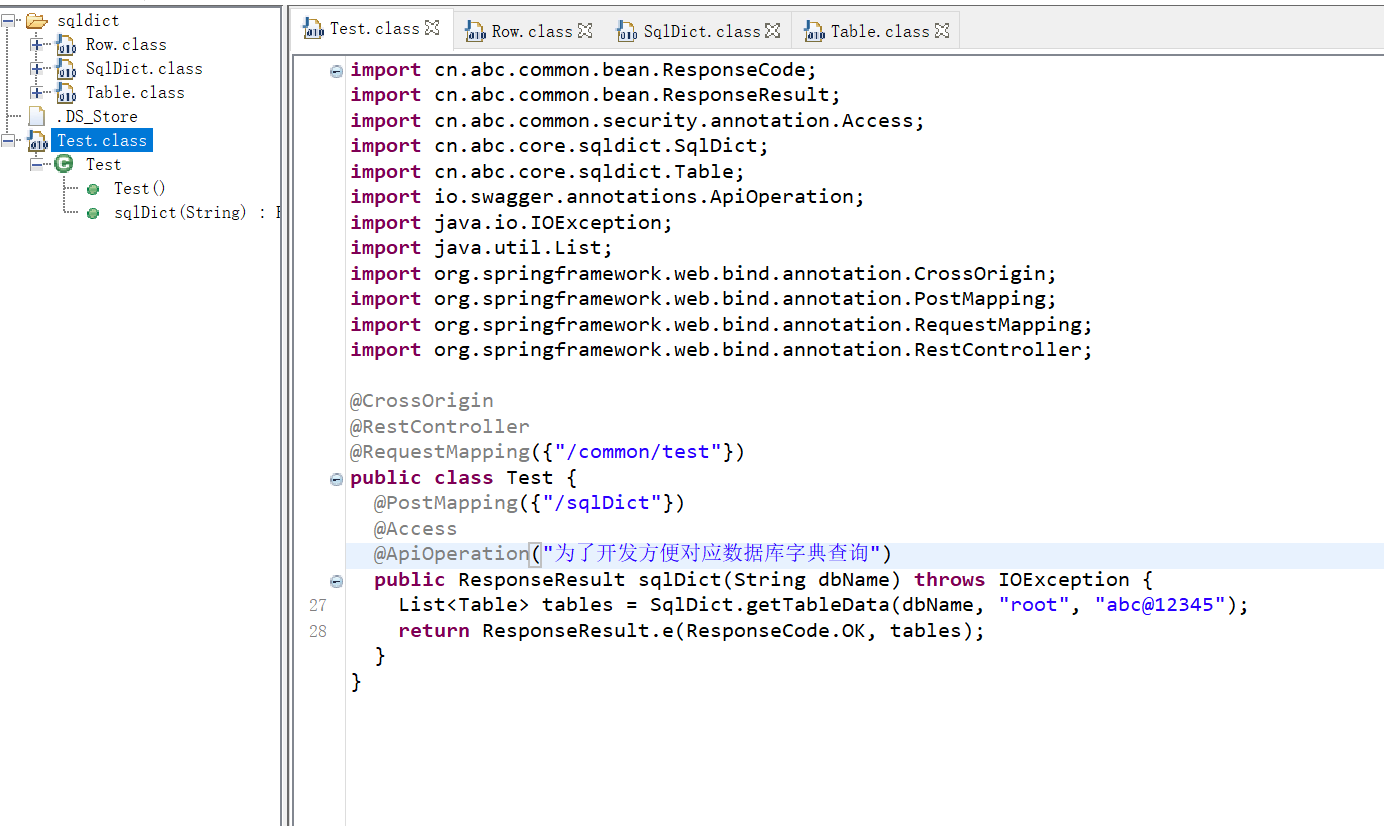 sqldict
Row.class
SqlDict.class
Table.class
.DS_Store
Test.class
Test
Test()
sqlDict(String) :
Test.class
Row.class
SqlDict.class
Table.class
import cn.abc.common.bean.ResponseCode;
import cn.abc.common.bean.ResponseResult;
import cn.abc.common.security.annotation.Access;
import cn.abc.core.sqldict.SqlDict;
import cn.abc.core.sqldict.Table;
import io.swagger.annotations.ApiOperation;
import java.io.IOException;
import java.util.List;
import org.springframework.web.bind.annotation.CrossOrigin;
import org.springframework.web.bind.annotation.PostMapping;
import org.springframework.web.bind.annotation.RequestMapping;
import org.springframework.web.bind.annotation.RestController;
@CrossOrigin
@RestController
@RequestMapping({"/common/test"})
public class Test {
@PostMapping({"/sqlDict"})
@Access
@ApiOperation("为了开发方便对应数据库字典查询")
public ResponseResult sqlDict(String dbName) throws IOException {
27 List<Table> tables = SqlDict.getTableData(dbName, "root", "abc@12345");
28 return ResponseResult.e(ResponseCode.OK, tables);
}
}